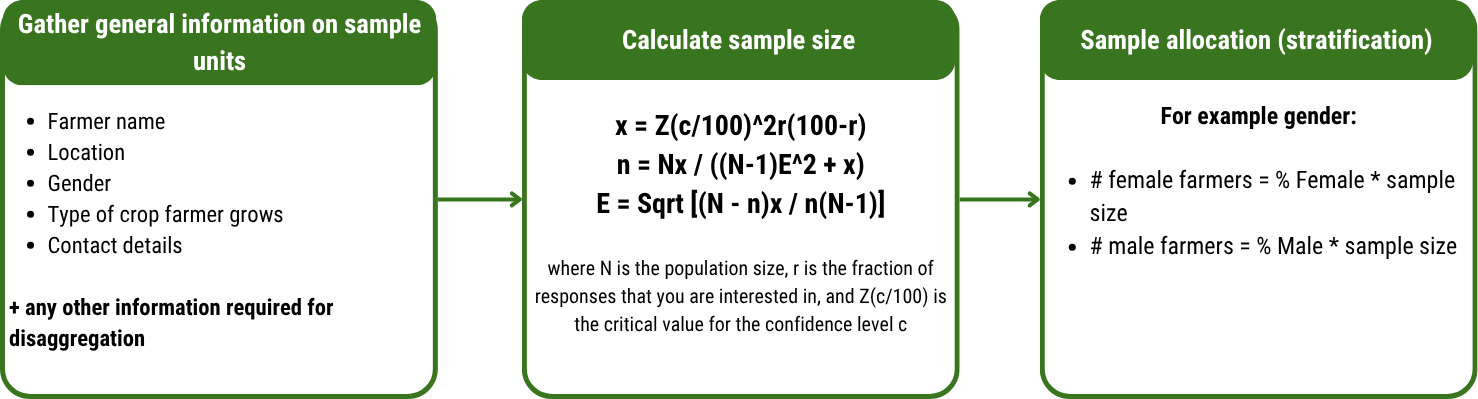 Gather general information on sample
units
• Farmer name
• Location
• Gender
• Type of crop farmer grows
• Contact details
+ any other information required for
disaggregation
Calculate sample size
x = Z(c/100)^2r(100-r)
n = Nx / ((N-1)E^2 + x)
E = Sqrt [(N - n)x / n(N-1)]
where N is the population size, r is the fraction of
responses that you are interested in, and Z(c/100) is
the critical value for the confidence level c
Sample allocation (stratification)
For example gender:
• # female farmers = % Female * sample
size
• # male farmers = % Male * sample size